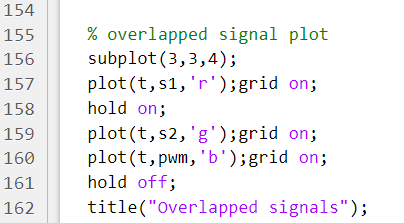 154
155 % overlapped signal plot
156 subplot(3,3,4);
157 plot(t,s1,'r');grid on;
158 hold on;
159 plot(t,s2,'g');grid on;
160 plot(t,pwm,'b');grid on;
161 hold off;
162 title("Overlapped signals");